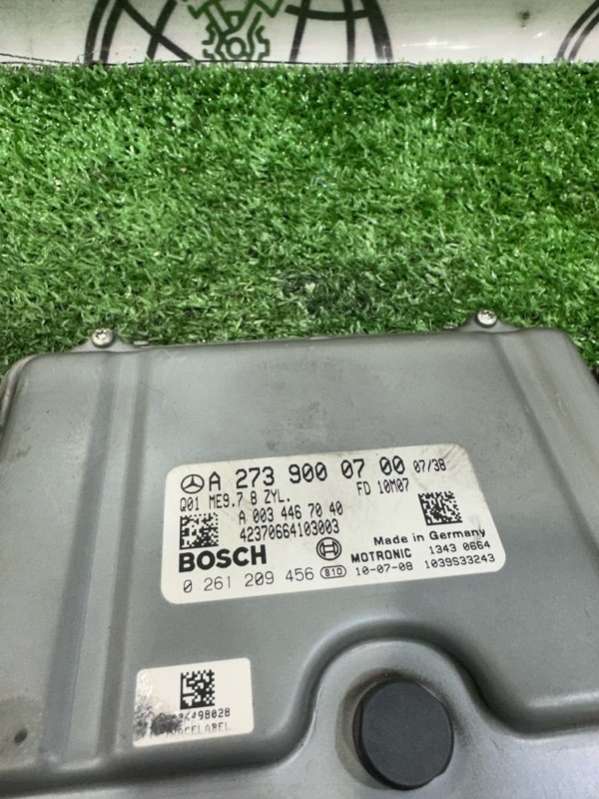 A 273 900 07 00 07/38
Q01 ME9.7 8 ZYL. FD 10M07
A 003 446 70 40
42370664103003
BOSCH
Made in Germany
MOTRONIC 1343 0664
0 261 209 456 810 10-07-08 1039S33243
98028